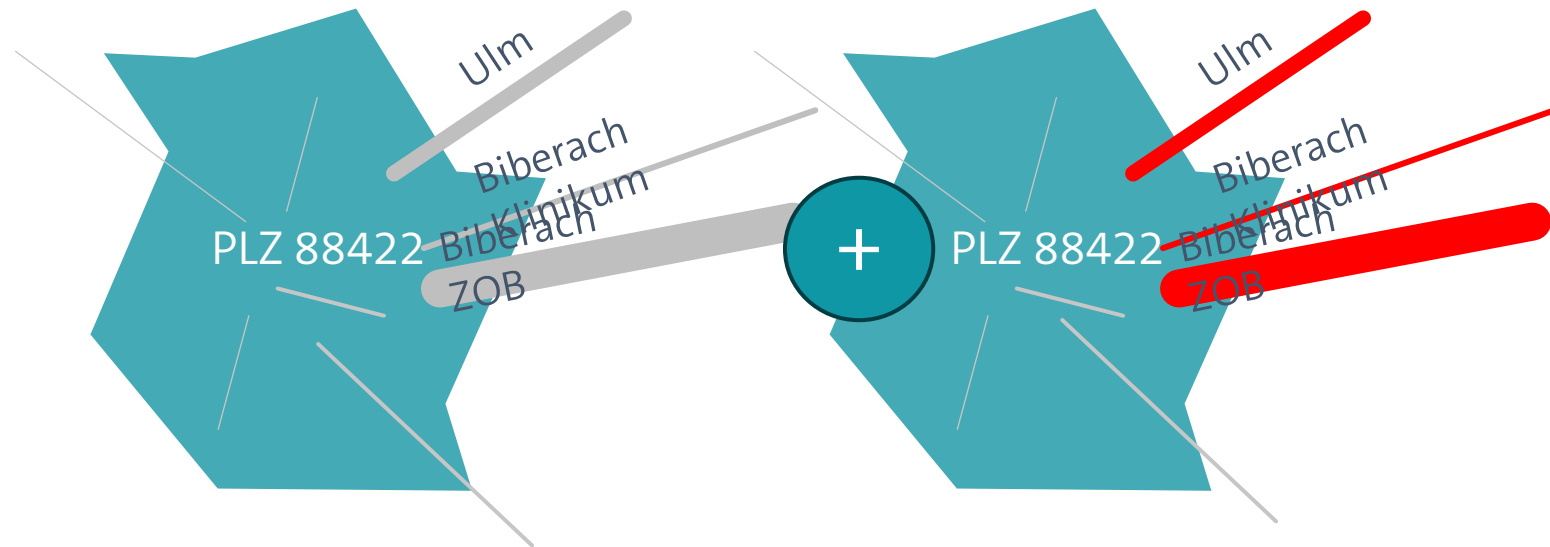 Ulm
Biberach
Klinikum
Biberach
ZOB
PLZ 88422
+
Ulm
Biberach
Klinikum
Biberach
ZOB
PLZ 88422